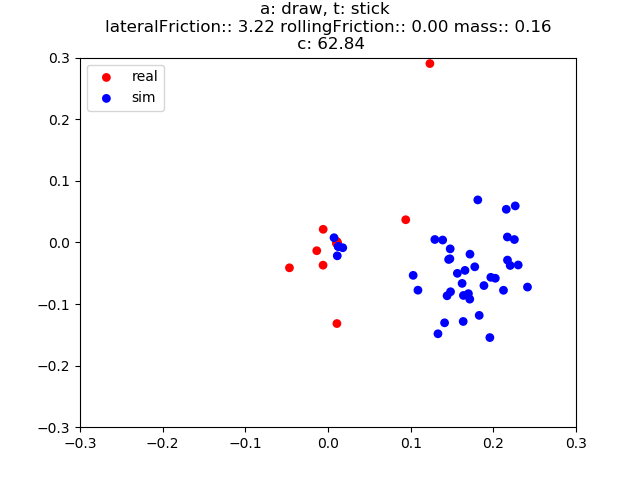 a: draw, t: stick
lateralFriction:: 3.22 rollingFriction:: 0.00 mass:: 0.16
c: 62.84
real
sim
0.3
0.2
0.1
0.0
−0.1
−0.2
−0.3
−0.3
−0.2
−0.1
0.0
0.1
0.2
0.3